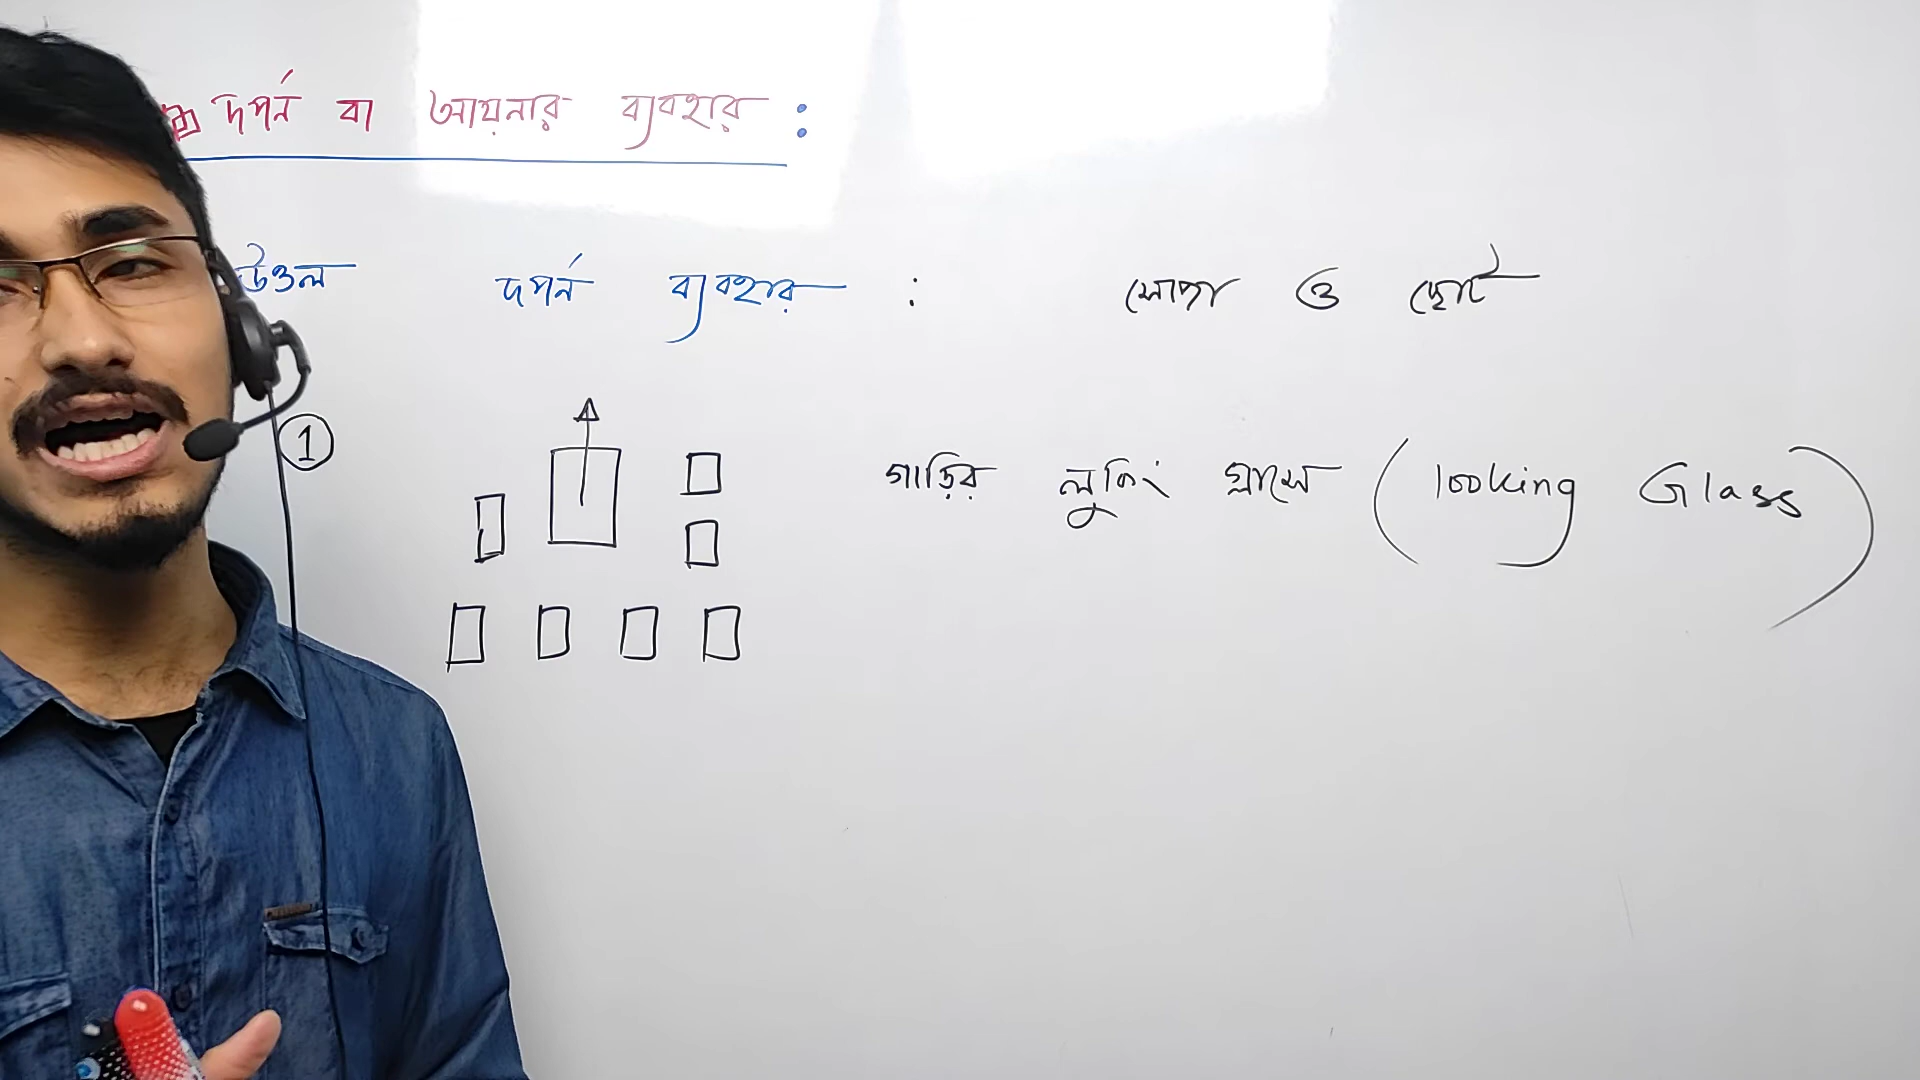 দর্পন বা আয়নার ব্যবহার :
উত্তল দর্পন ব্যবহার : সোজা ও ছোট
1 গাড়ির লুকিং গ্লাসে (looking Glass)